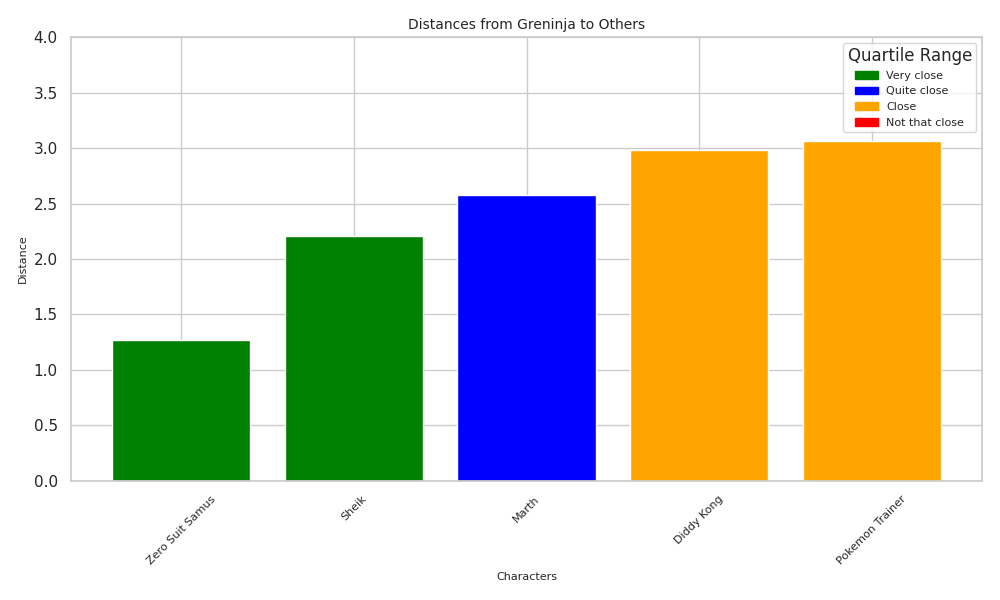 Distances from Greninja to Others
Quartile Range
Very close
Quite close
Close
Not that close
Distance
4.0
3.5
3.0
2.5
2.0
1.5
1.0
0.5
0.0
Zero Suit Samus
Sheik
Marth
Diddy Kong
Pokemon Trainer
Characters